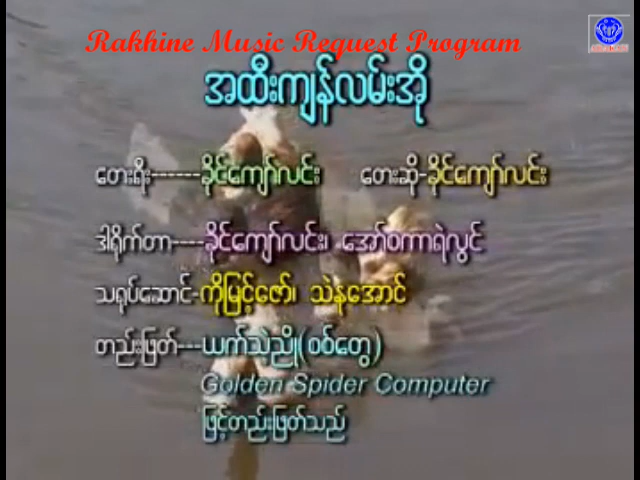 Rakhine Music Request Program
အထီးကျန်လမ်းအို
တေးရေး------ခိုင်ကျော်လင်း တေးဆို-ခိုင်ကျော်လင်း
ဒါရိုက်တာ----ခိုင်ကျော်လင်း၊ အော်ဝကာရဲလွင်
သရုပ်ဆောင်-ကိုမြင့်ဇော်၊ သဲနုအောင်
တည်းဖြတ်---ယက်သဲ့ညို(ဝဝ်တွေ)
Golden Spider Computer
ဖြင့်တည်းဖြတ်သည်